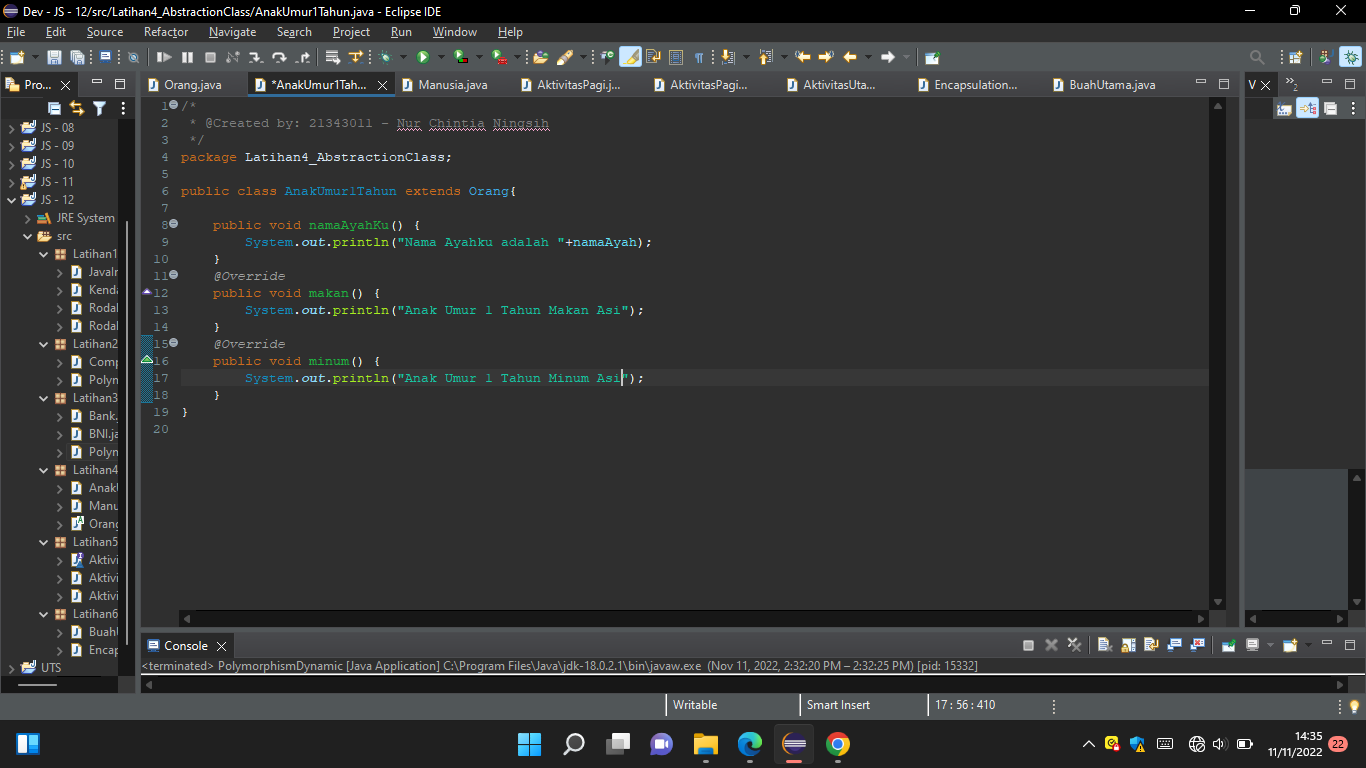 Dev - JS - 12/src/Latihan4_AbstractionClass/AnakUmur1Tahun.java - Eclipse IDE
File Edit Source Refactor Navigate Search Project Run Window Help
Pro... Orang.java *AnakUmur1Tah... Manusia.java AktivitasPagi.j... AktivitasPagi... AktivitasUta... Encapsulation... BuahUtama.java V »2
JS - 08
JS - 09
JS - 10
JS - 11
JS - 12
JRE System
src
Latihan1
JavaIn
Kenda
Roda
Roda
Latihan2
Comp
Polyn
Latihan3
Bank.
BNI.ja
Polyn
Latihan4
Anak
Manu
Orang
Latihan5
Aktivi
Aktivi
Aktivi
Latihan6
Buah
Encap
UTS
1 /*
2 * @Created by: 21343011 - Nur Chintia Ningsih
3 */
4 package Latihan4_AbstractionClass;
5
6 public class AnakUmur1Tahun extends Orang{
7
8 public void namaAyahKu() {
9 System.out.println("Nama Ayahku adalah "+namaAyah);
10 }
11 @Override
12 public void makan() {
13 System.out.println("Anak Umur 1 Tahun Makan Asi");
14 }
15 @Override
16 public void minum() {
17 System.out.println("Anak Umur 1 Tahun Minum Asi");
18 }
19 }
20
Console
<terminated> PolymorphismDynamic [Java Application] C:\Program Files\Java\jdk-18.0.2.1\bin\javaw.exe (Nov 11, 2022, 2:32:20 PM – 2:32:25 PM) [pid: 15332]
Writable Smart Insert 17 : 56 : 410
14:35
11/11/2022 22